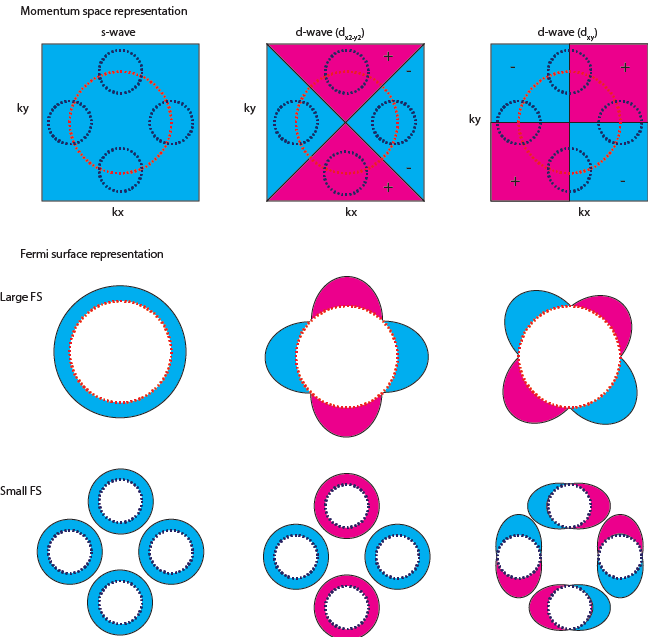 Momentum space representation
s-wave
d-wave (dx2-y2)
d-wave (dxy)
ky
kx
+
-
-
+
ky
kx
-
+
+
-
ky
kx
Fermi surface representation
Large FS
Small FS